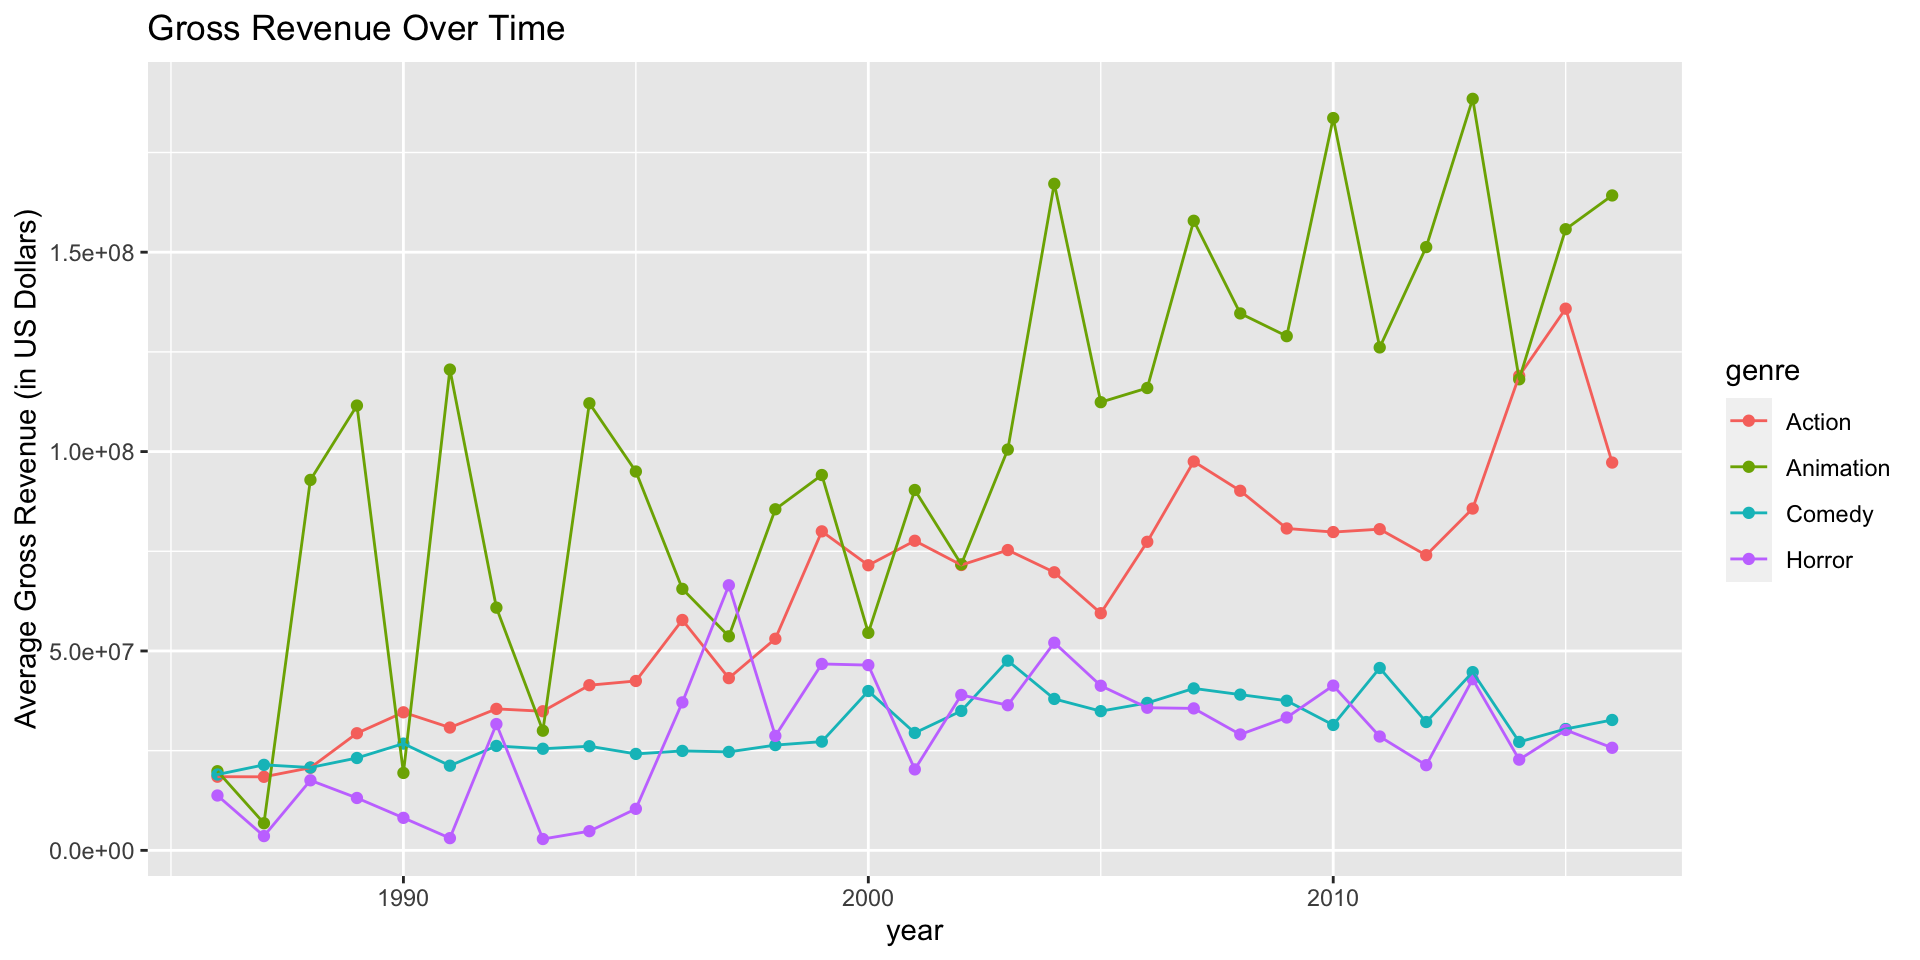 Gross Revenue Over Time
Average Gross Revenue (in US Dollars)
1.5e+08
1.0e+08
5.0e+07
0.0e+00
1990
2000
2010
year
genre
Action
Animation
Comedy
Horror